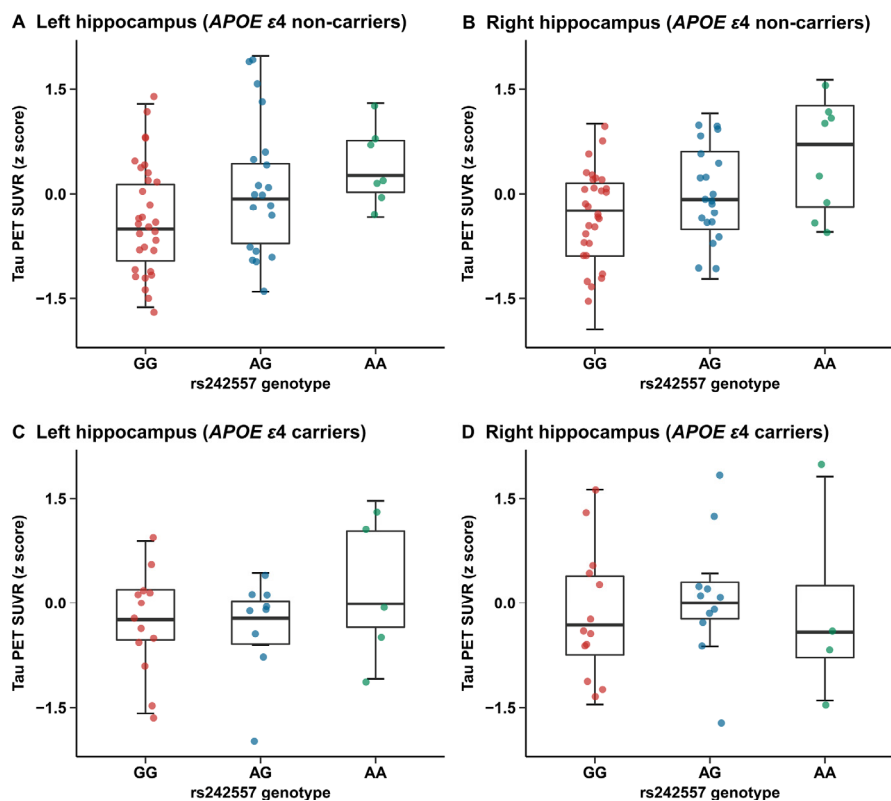 A Left hippocampus (APOE ε4 non-carriers)
Tau PET SUVR (z score)
1.5
0.0
−1.5
GG AG AA
rs242557 genotype
B Right hippocampus (APOE ε4 non-carriers)
Tau PET SUVR (z score)
1.5
0.0
−1.5
GG AG AA
rs242557 genotype
C Left hippocampus (APOE ε4 carriers)
Tau PET SUVR (z score)
1.5
0.0
−1.5
GG AG AA
rs242557 genotype
D Right hippocampus (APOE ε4 carriers)
Tau PET SUVR (z score)
1.5
0.0
−1.5
GG AG AA
rs242557 genotype